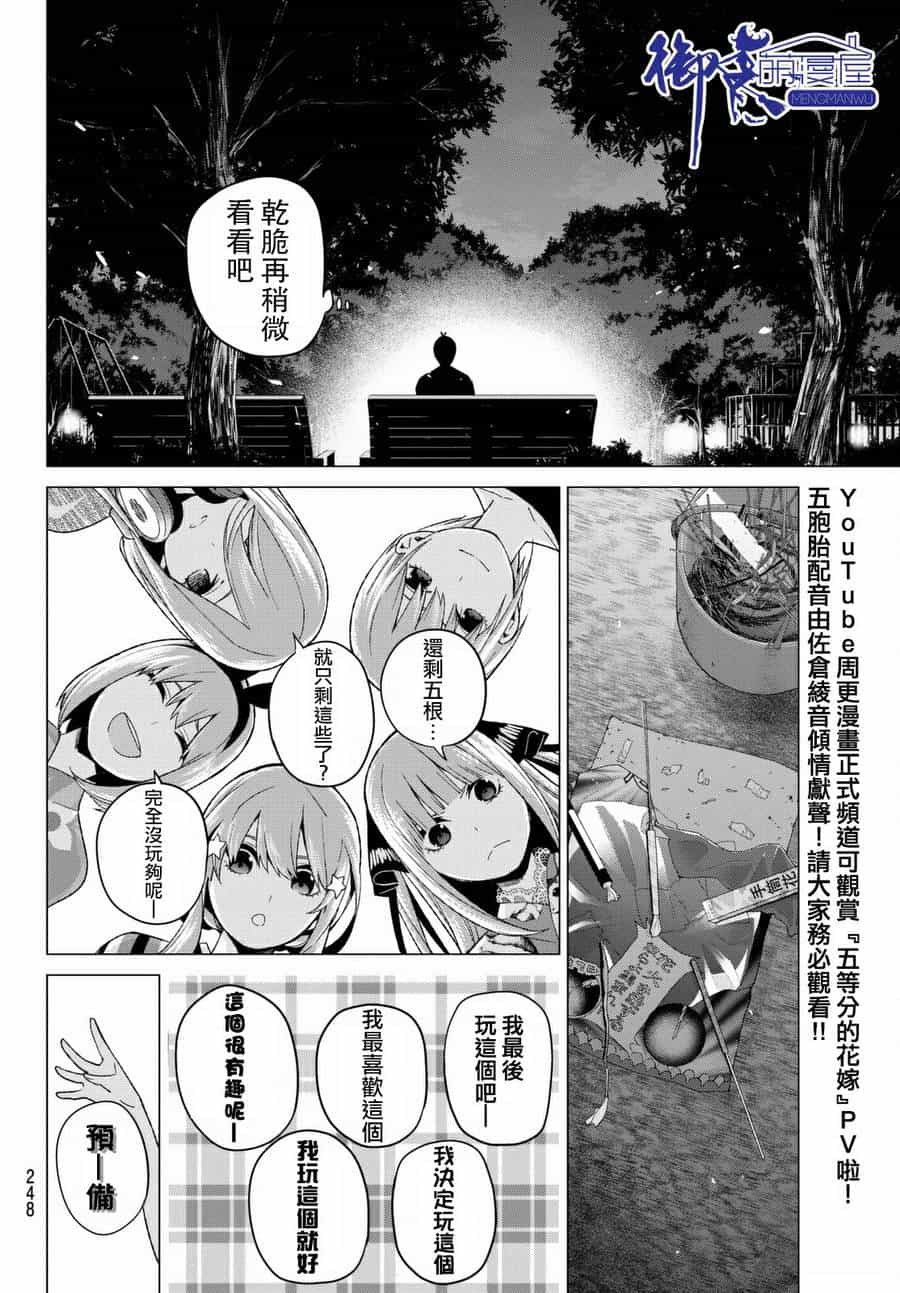 御萌漫屋
MENGMANWU
乾脆再稍微
看看吧
YouTube周更漫畫正式頻道可觀賞『五等分的花嫁』PV啦！
五胞胎配音由佐倉綾音傾情獻聲！請大家務必觀看!!
手筒花
還剩五根…
就只剩這些了？
完全沒玩夠呢—
我最後
玩這個吧—
我決定玩這個
我最喜歡這個
我玩這個就好
這個很有趣呢—
預—備
248